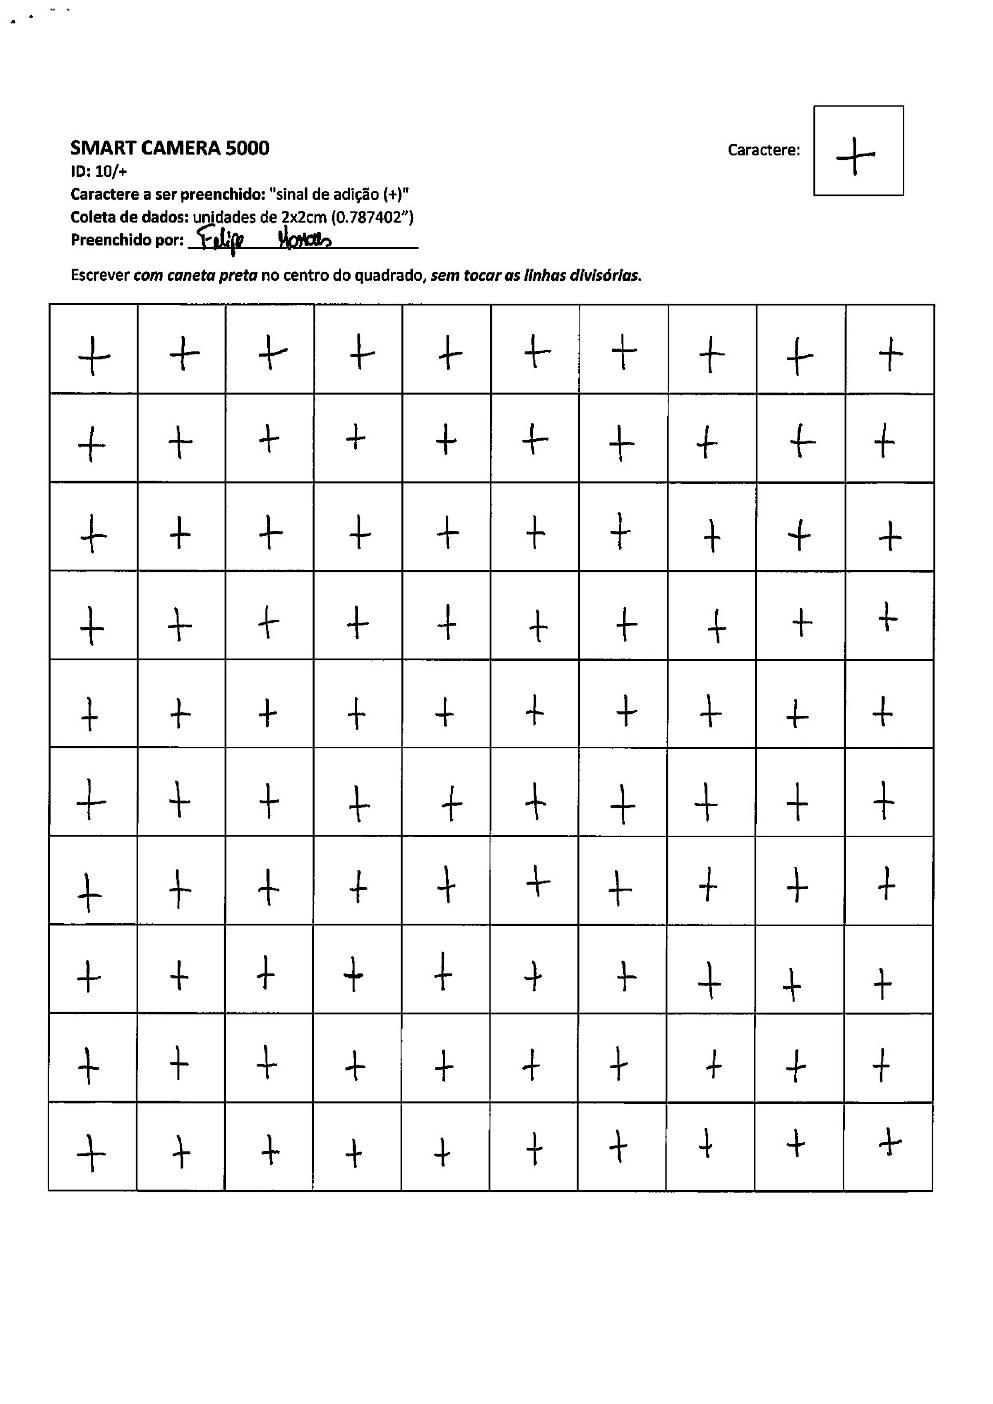 SMART CAMERA 5000
ID: 10/+
Caractere a ser preenchido: "sinal de adição (+)"
Coleta de dados: unidades de 2x2cm (0.787402")
Preenchido por: Felipe Moraes
Caractere: +
Escrever com caneta preta no centro do quadrado, sem tocar as linhas divisórias.
+ + + + + + + + + +
+ + + + + + + + + +
+ + + + + + + + + +
+ + + + + + + + + +
+ + + + + + + + + +
+ + + + + + + + + +
+ + + + + + + + + +
+ + + + + + + + + +
+ + + + + + + + + +
+ + + + + + + + + +